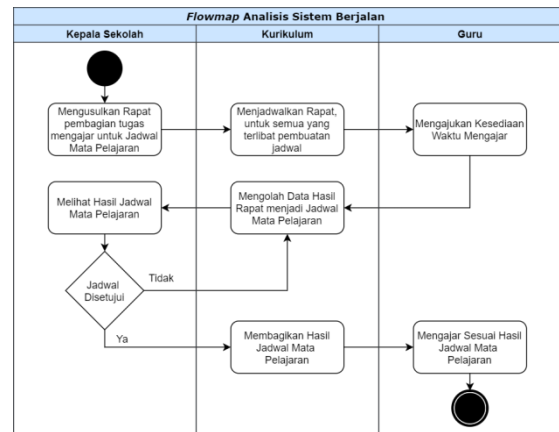 Flowmap Analisis Sistem Berjalan
Kepala Sekolah
Kurikulum
Guru
Mengusulkan Rapat
pembagian tugas
mengajar untuk Jadwal
Mata Pelajaran
Menjadwalkan Rapat,
untuk semua yang
terlibat pembuatan
jadwal
Mengajukan Kesediaan
Waktu Mengajar
Melihat Hasil Jadwal
Mata Pelajaran
Mengolah Data Hasil
Rapat menjadi Jadwal
Mata Pelajaran
Jadwal
Disetujui
Tidak
Ya
Membagikan Hasil
Jadwal Mata
Pelajaran
Mengajar Sesuai Hasil
Jadwal Mata
Pelajaran